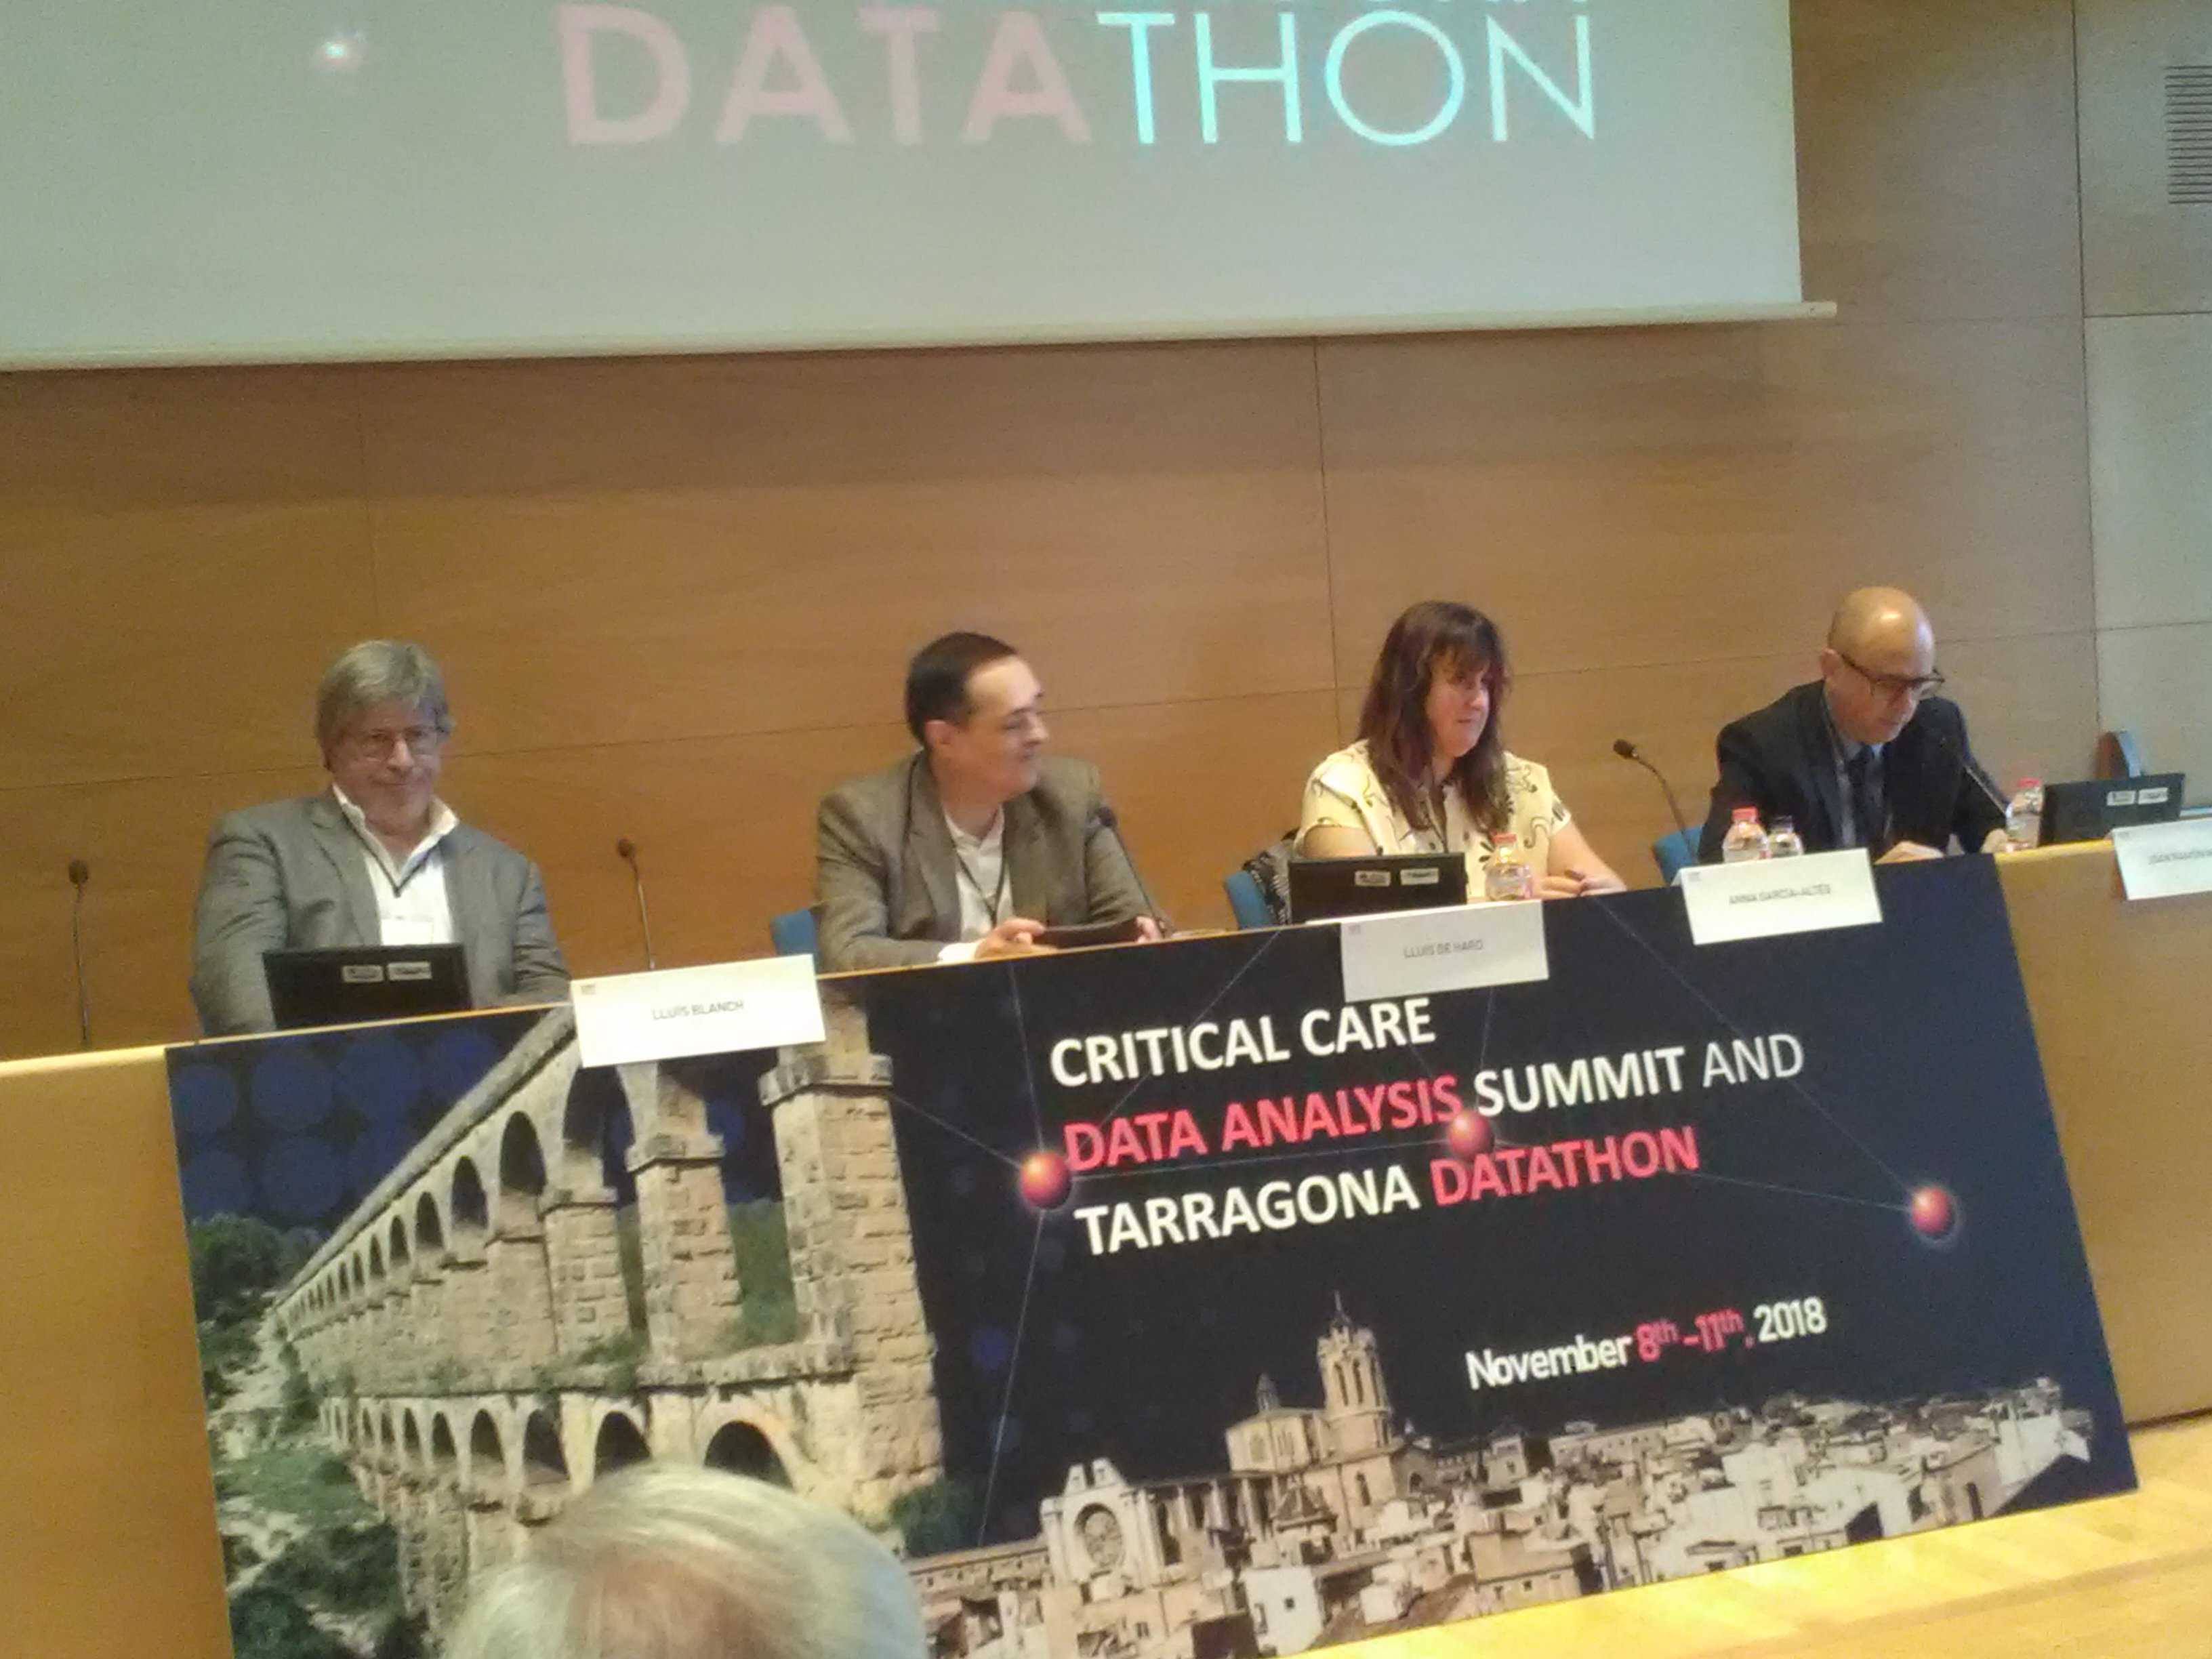 DATATHON
LLUÍS BLANCH
LLUÍS DE HARO
ANNA GARCÍA-ALTÉS
CRITICAL CARE
DATA ANALYSIS SUMMIT AND
TARRAGONA DATATHON
November 8th -11th, 2018